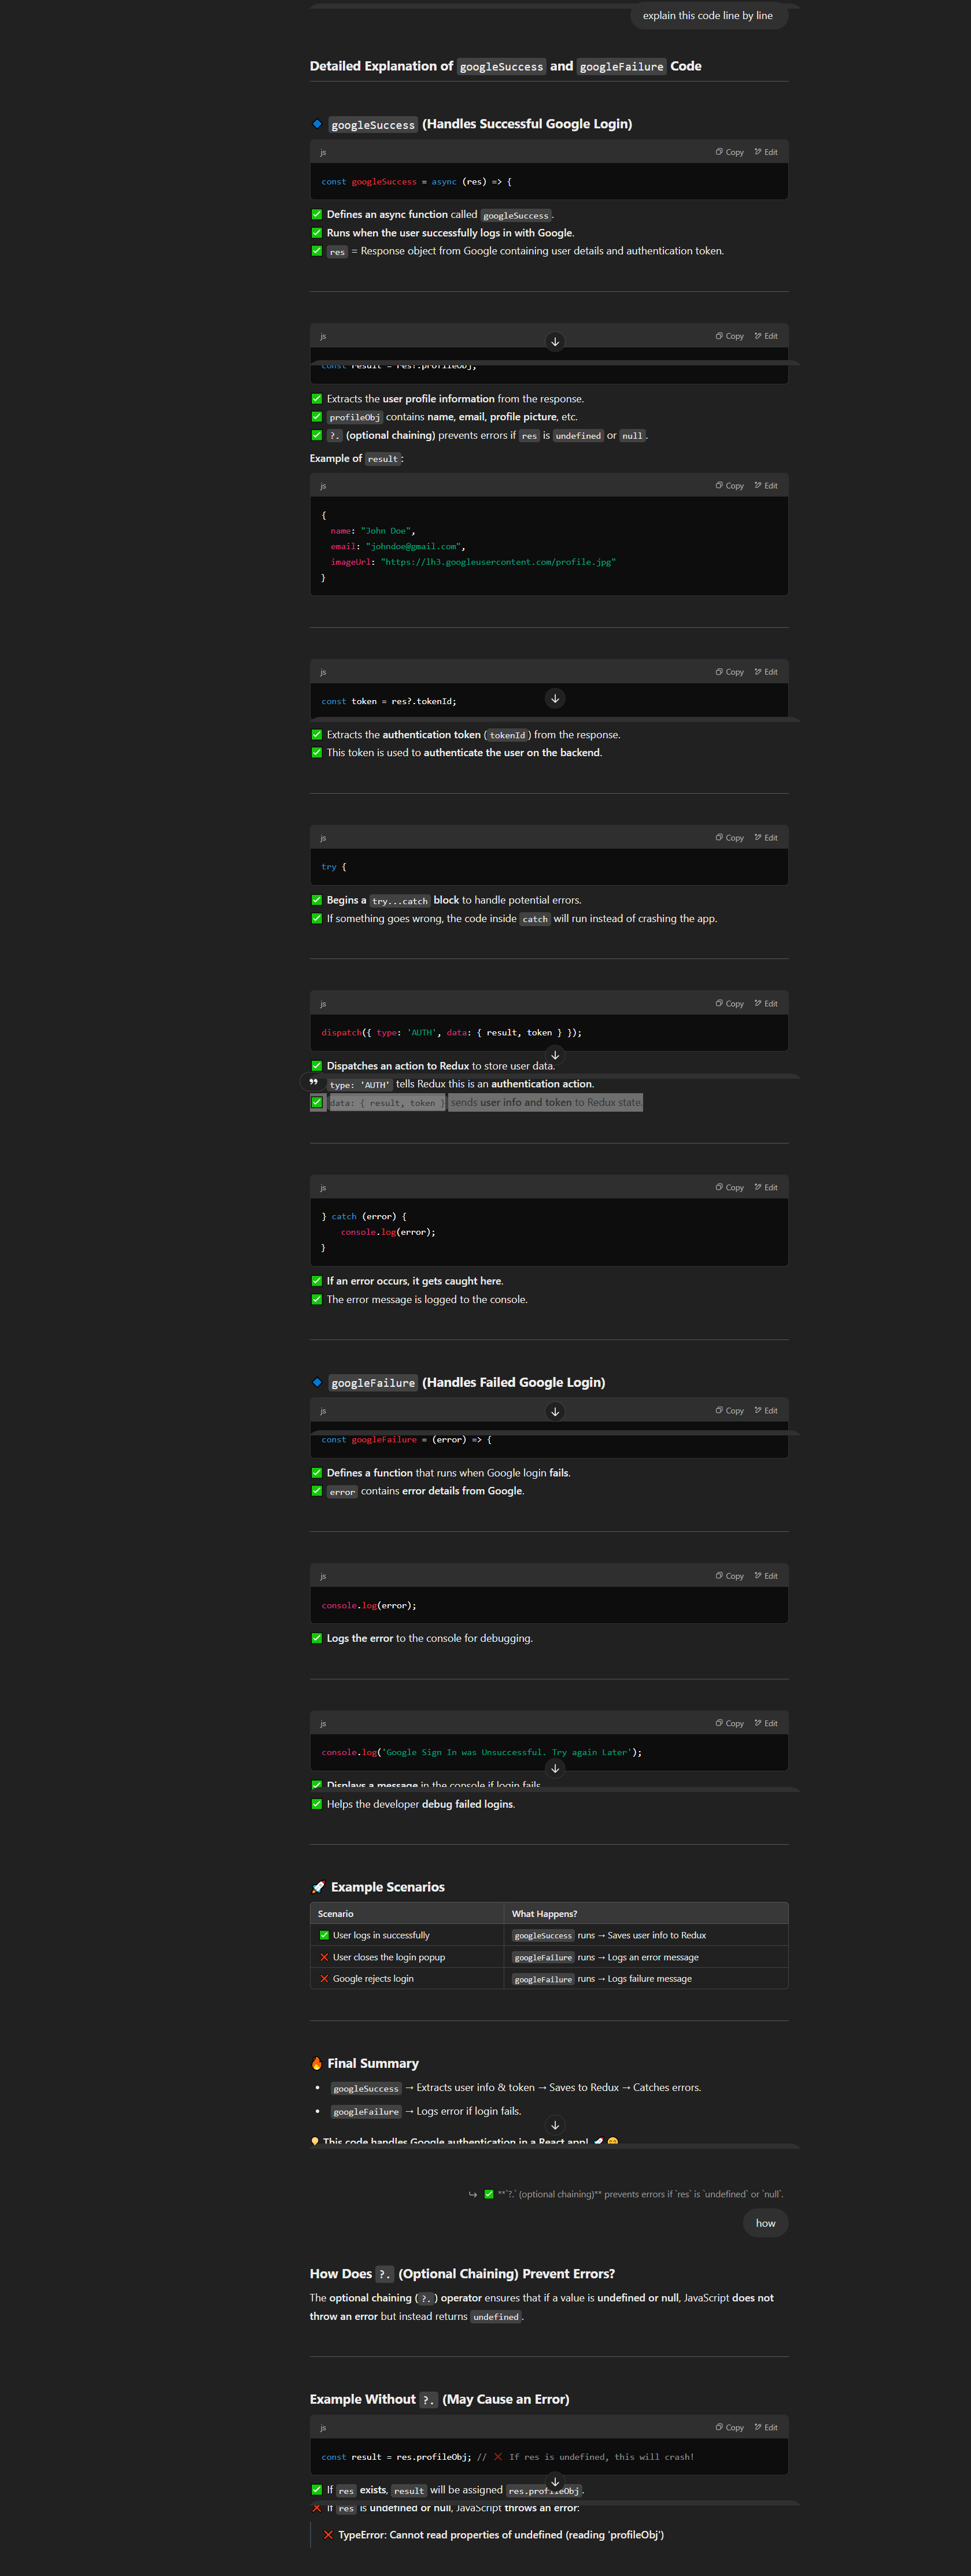 explain this code line by line
Detailed Explanation of googleSuccess and googleFailure Code
googleSuccess (Handles Successful Google Login)
js Copy Edit
const googleSuccess = async (res) => {
✅ Defines an async function called googleSuccess.
✅ Runs when the user successfully logs in with Google.
✅ res = Response object from Google containing user details and authentication token.
js Copy Edit
const result = res?.profileObj;
✅ Extracts the user profile information from the response.
✅ profileObj contains name, email, profile picture, etc.
✅ ?. (optional chaining) prevents errors if res is undefined or null.
Example of result:
js Copy Edit
{
name: "John Doe",
email: "johndoe@gmail.com",
imageUrl: "https://lh3.googleusercontent.com/profile.jpg"
}
js Copy Edit
const token = res?.tokenId;
✅ Extracts the authentication token (tokenId) from the response.
✅ This token is used to authenticate the user on the backend.
js Copy Edit
try {
✅ Begins a try...catch block to handle potential errors.
✅ If something goes wrong, the code inside catch will run instead of crashing the app.
js Copy Edit
dispatch({ type: 'AUTH', data: { result, token } });
✅ Dispatches an action to Redux to store user data.
type: 'AUTH' tells Redux this is an authentication action.
✅ data: { result, token } sends user info and token to Redux state.
js Copy Edit
} catch (error) {
console.log(error);
}
✅ If an error occurs, it gets caught here.
✅ The error message is logged to the console.
googleFailure (Handles Failed Google Login)
js Copy Edit
const googleFailure = (error) => {
✅ Defines a function that runs when Google login fails.
✅ error contains error details from Google.
js Copy Edit
console.log(error);
✅ Logs the error to the console for debugging.
js Copy Edit
console.log('Google Sign In was Unsuccessful. Try again Later');
✅ Displays a message in the console if login fails.
✅ Helps the developer debug failed logins.
🚀 Example Scenarios
Scenario What Happens?
✅ User logs in successfully googleSuccess runs → Saves user info to Redux
❌ User closes the login popup googleFailure runs → Logs an error message
❌ Google rejects login googleFailure runs → Logs failure message
🔥 Final Summary
• googleSuccess → Extracts user info & token → Saves to Redux → Catches errors.
• googleFailure → Logs error if login fails.
💡 This code handles Google authentication in a React app! 🚀 😊
↪ ✅ **`?.` (optional chaining)** prevents errors if `res` is `undefined` or `null`.
how
How Does ?. (Optional Chaining) Prevent Errors?
The optional chaining (?.) operator ensures that if a value is undefined or null, JavaScript does not
throw an error but instead returns undefined.
Example Without ?. (May Cause an Error)
js Copy Edit
const result = res.profileObj; // ❌ If res is undefined, this will crash!
✅ If res exists, result will be assigned res.profileObj.
❌ If res is undefined or null, JavaScript throws an error:
❌ TypeError: Cannot read properties of undefined (reading 'profileObj')